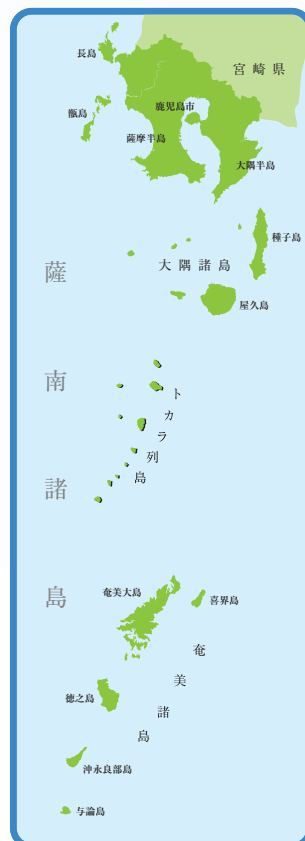 長島
宮崎県
鹿児島市
甑島
薩摩半島
大隅半島
種子島
大隅諸島
屋久島
薩南諸島
トカラ列島
奄美大島
喜界島
奄美諸島
徳之島
沖永良部島
与論島